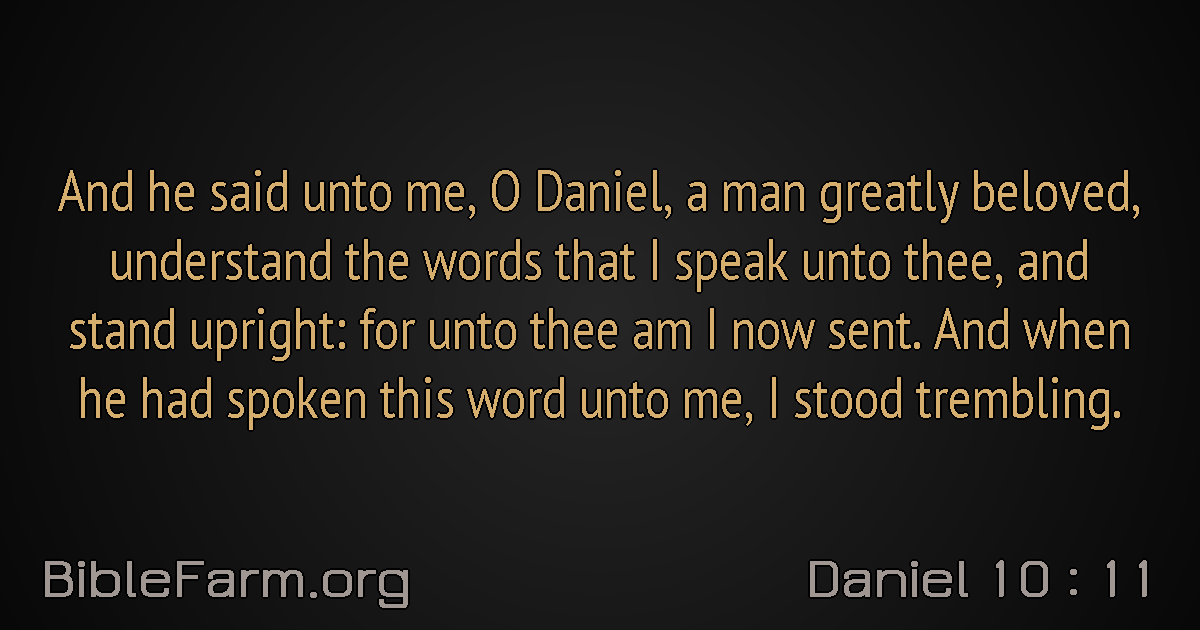 And he said unto me, O Daniel, a man greatly beloved,
understand the words that I speak unto thee, and
stand upright: for unto thee am I now sent. And when
he had spoken this word unto me, I stood trembling.
BibleFarm.org
Daniel 10 : 11